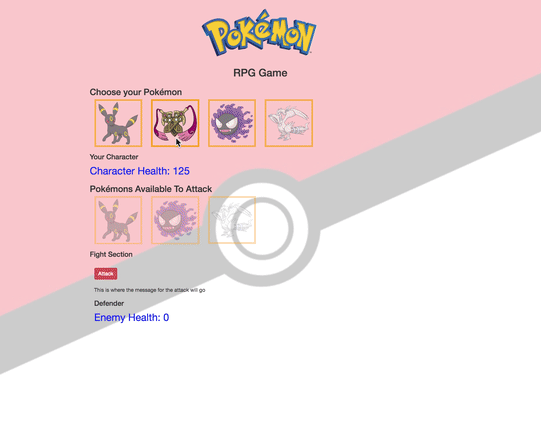 POKéMON
RPG Game
Choose your Pokémon
Your Character
Character Health: 125
Pokémons Available To Attack
Fight Section
Attack
This is where the message for the attack will go
Defender
Enemy Health: 0